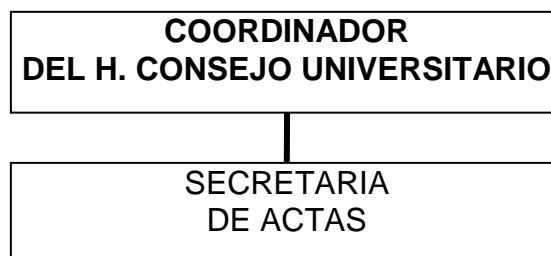 COORDINADOR
DEL H. CONSEJO UNIVERSITARIO
SECRETARIA
DE ACTAS